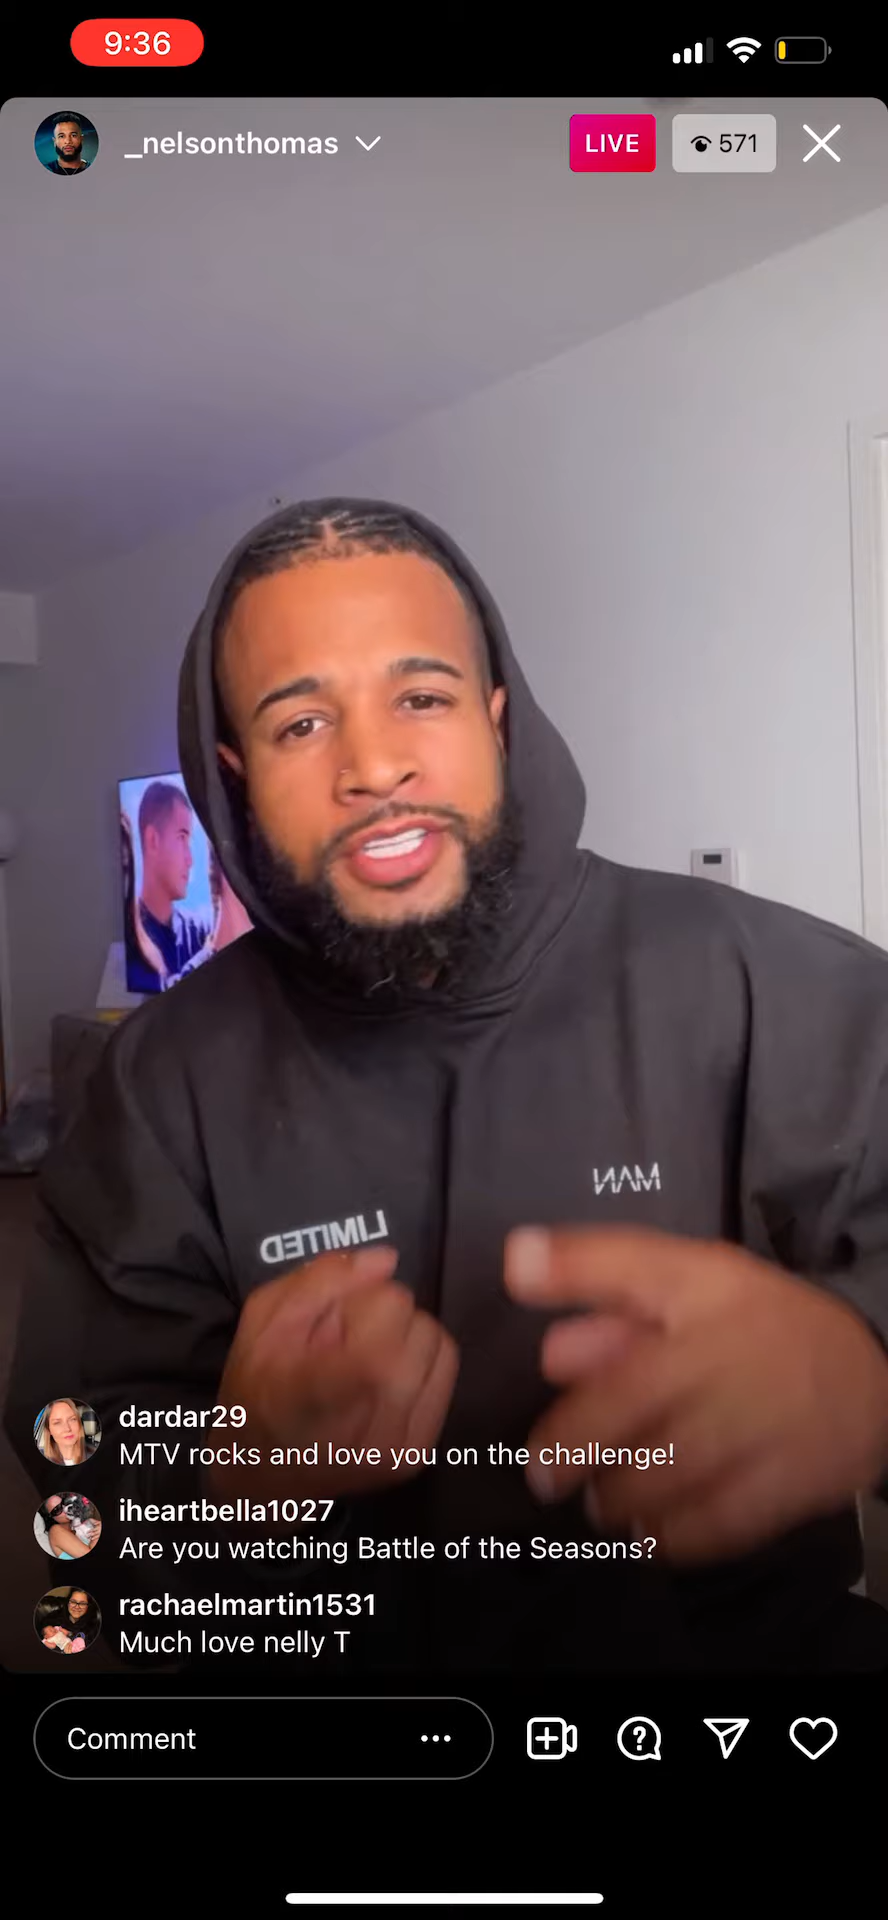 9:36
_nelsonthomas
LIVE
571
MAN
LIMITED
dardar29
MTV rocks and love you on the challenge!
iheartbella1027
Are you watching Battle of the Seasons?
rachaelmartin1531
Much love nelly T
Comment